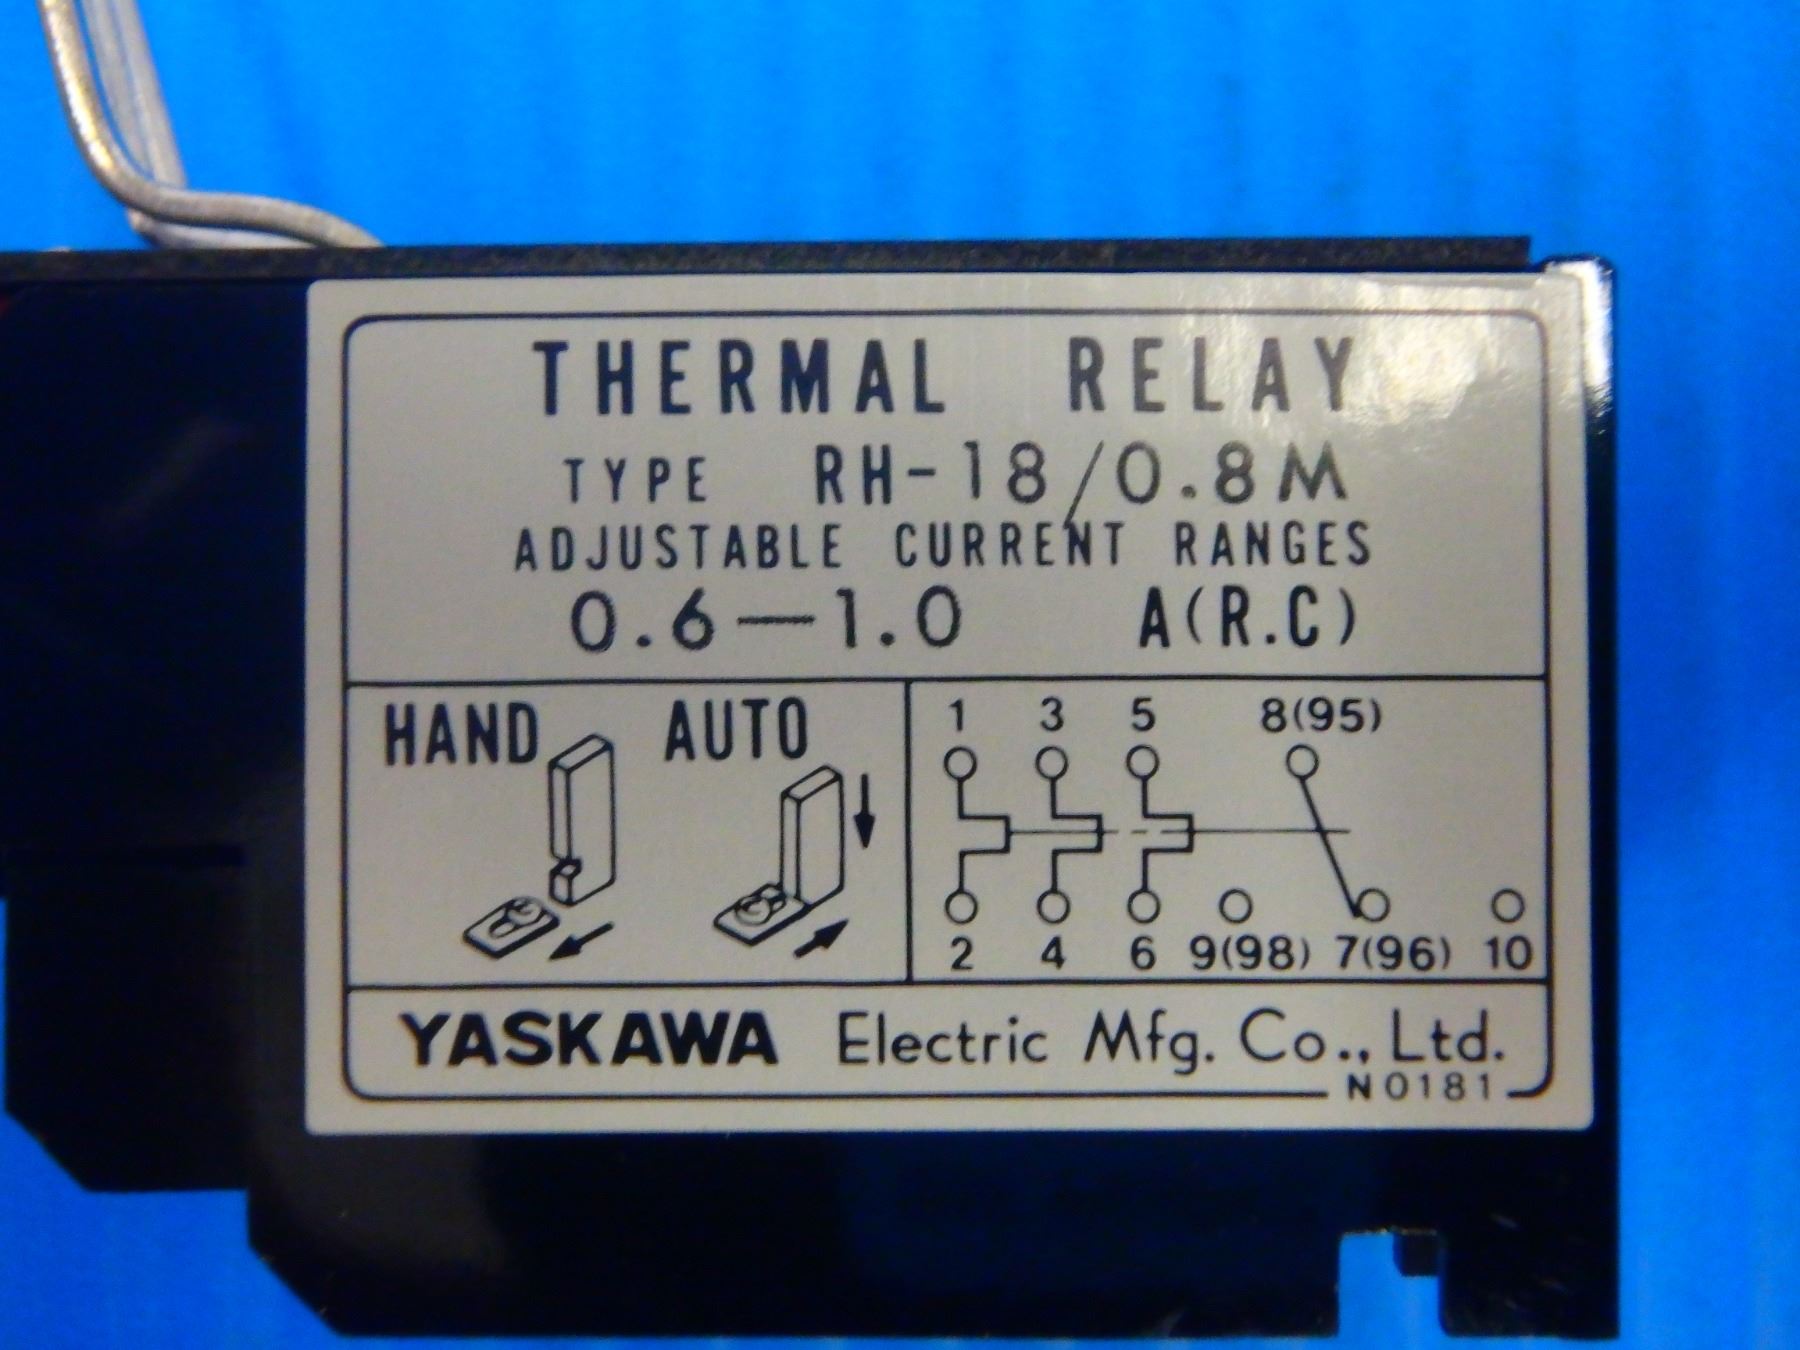 THERMAL RELAY
TYPE RH-18/0.8M
ADJUSTABLE CURRENT RANGES
0.6—1.0 A(R.C)
HAND AUTO
1 3 5 8(95)
2 4 6 9(98) 7(96) 10
YASKAWA Electric Mfg. Co., Ltd.
N0181